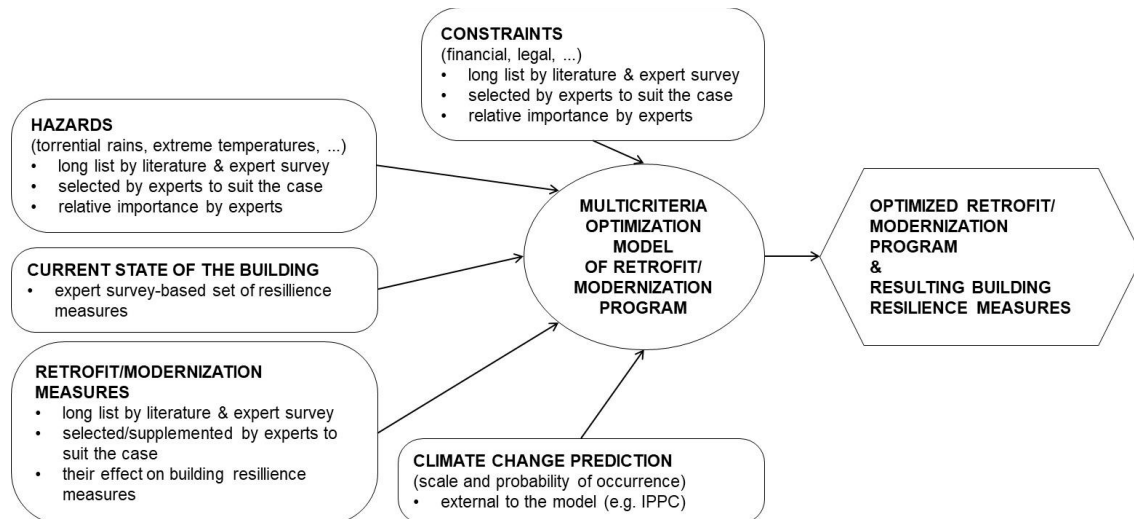 CONSTRAINTS
(financial, legal, ...)
• long list by literature & expert survey
• selected by experts to suit the case
• relative importance by experts
HAZARDS
(torrential rains, extreme temperatures, ...)
• long list by literature & expert survey
• selected by experts to suit the case
• relative importance by experts
CURRENT STATE OF THE BUILDING
• expert survey-based set of resillience
measures
RETROFIT/MODERNIZATION
MEASURES
• long list by literature & expert survey
• selected/supplemented by experts to
suit the case
• their effect on building resillience
measures
CLIMATE CHANGE PREDICTION
(scale and probability of occurrence)
• external to the model (e.g. IPPC)
MULTICRITERIA
OPTIMIZATION
MODEL
OF RETROFIT/
MODERNIZATION
PROGRAM
OPTIMIZED RETROFIT/
MODERNIZATION
PROGRAM
&
RESULTING BUILDING
RESILIENCE MEASURES